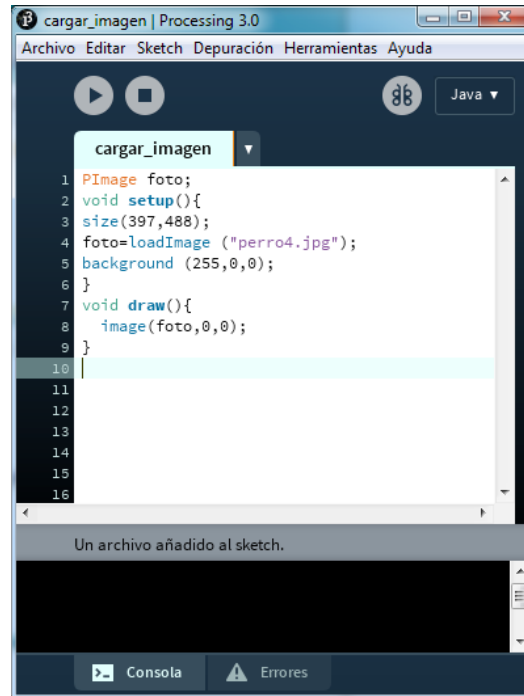 cargar_imagen | Processing 3.0
Archivo Editar Sketch Depuración Herramientas Ayuda
Java ▼
cargar_imagen ▼
1 PImage foto;
2 void setup(){
3 size(397,488);
4 foto=loadImage ("perro4.jpg");
5 background (255,0,0);
6 }
7 void draw(){
8   image(foto,0,0);
9 }
10
11
12
13
14
15
16
Un archivo añadido al sketch.
>_ Consola Errores